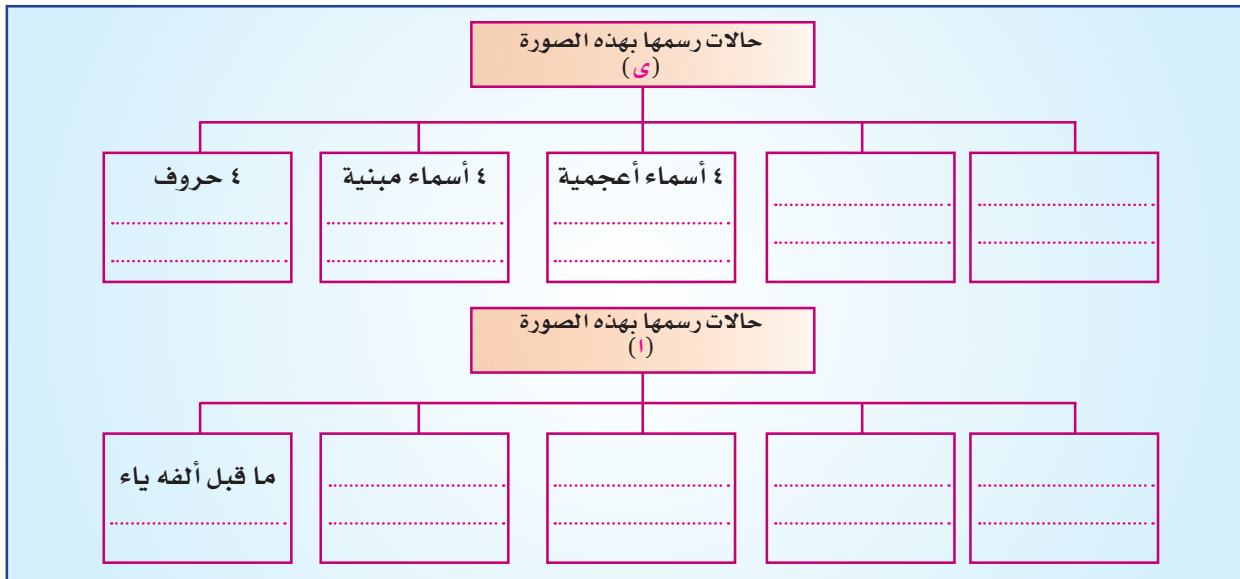 حالات رسمها بهذه الصورة
(ى)
٤ أسماء أعجمية
٤ أسماء مبنية
٤ حروف
حالات رسمها بهذه الصورة
(ا)
ما قبل ألفه ياء